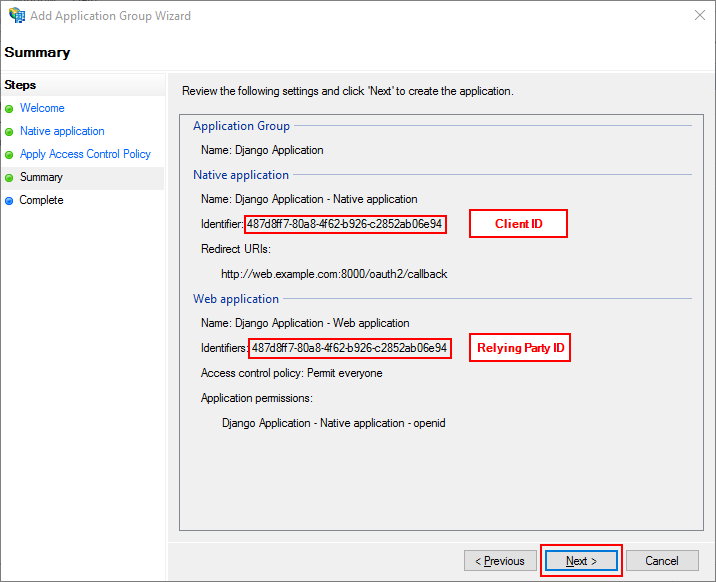 Add Application Group Wizard
Summary
Steps
Welcome
Native application
Apply Access Control Policy
Summary
Complete
Review the following settings and click 'Next' to create the application.
Application Group
Name: Django Application
Native application
Name: Django Application - Native application
Identifier: 487d8ff7-80a8-4f62-b926-c2852ab06e94 Client ID
Redirect URIs:
http://web.example.com:8000/oauth2/callback
Web application
Name: Django Application - Web application
Identifiers: 487d8ff7-80a8-4f62-b926-c2852ab06e94 Relying Party ID
Access control policy: Permit everyone
Application permissions:
Django Application - Native application - openid
< Previous Next > Cancel